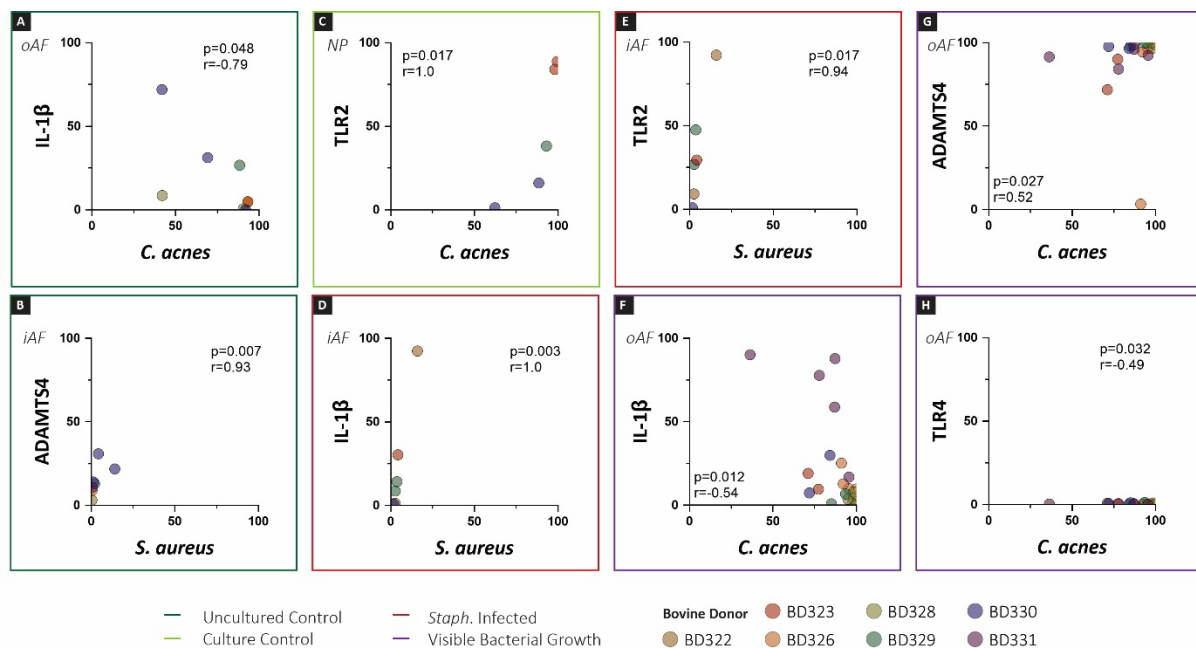 A
oAF
p=0.048
r=-0.79
100
50
0
IL-1β
0
50
100
C. acnes
C
NP
p=0.017
r=1.0
100
50
0
TLR2
0
50
100
C. acnes
E
iAF
p=0.017
r=0.94
100
50
0
TLR2
0
50
100
S. aureus
G
oAF
100
50
0
ADAMTS4
p=0.027
r=0.52
0
50
100
C. acnes
B
iAF
p=0.007
r=0.93
100
50
0
ADAMTS4
0
50
100
S. aureus
D
iAF
p=0.003
r=1.0
100
50
0
IL-1β
0
50
100
S. aureus
F
oAF
100
50
0
IL-1β
p=0.012
r=-0.54
0
50
100
C. acnes
H
oAF
p=0.032
r=-0.49
100
50
0
TLR4
0
50
100
C. acnes
Uncultured Control
Culture Control
Staph. Infected
Visible Bacterial Growth
Bovine Donor
BD323
BD328
BD330
BD322
BD326
BD329
BD331